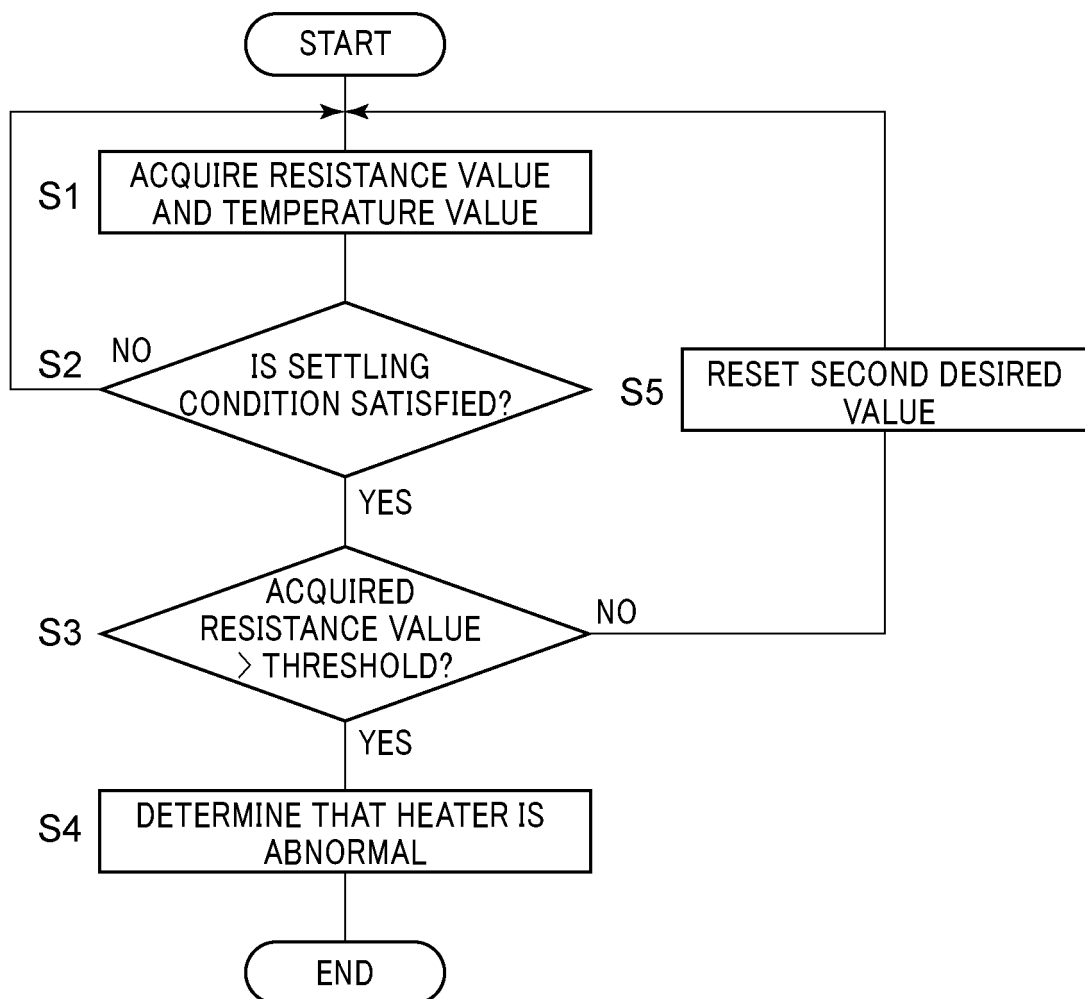 START
S1
ACQUIRE RESISTANCE VALUE
AND TEMPERATURE VALUE
S2
NO
IS SETTLING
CONDITION SATISFIED?
S5
RESET SECOND DESIRED
VALUE
YES
S3
ACQUIRED
RESISTANCE VALUE
> THRESHOLD?
NO
YES
S4
DETERMINE THAT HEATER IS
ABNORMAL
END